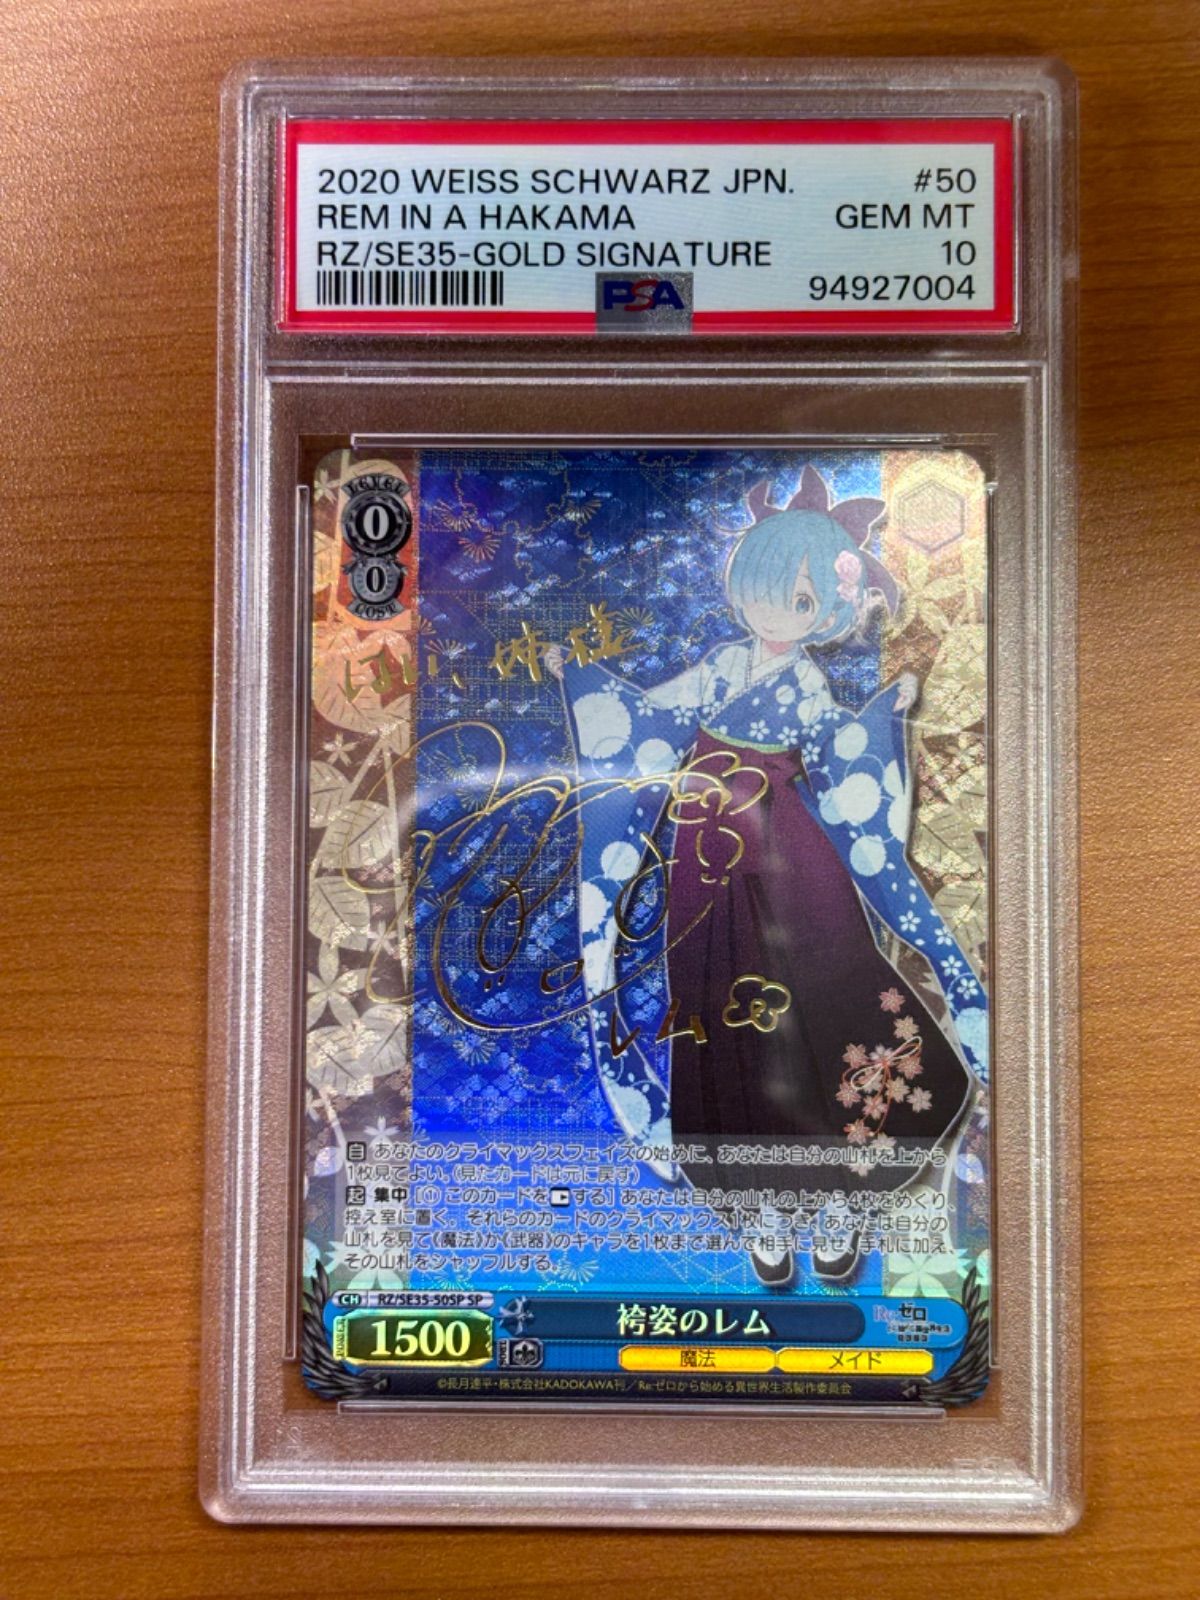 2020 WEISS SCHWARZ JPN. #50
REM IN A HAKAMA GEM MT
RZ/SE35-GOLD SIGNATURE 10
94927004
PSA
LEVEL
0
0
COST
はい、姉様
レム
自 あなたのクライマックスフェイズの始めに、あなたは自分の山札を上から
1枚見てよい。(見たカードは元に戻す)
起 集中 [① このカードをする] あなたは自分の山札の上から4枚をめくり、
控え室に置く。それらのカードのクライマックス1枚につき、あなたは自分の
山札を見て《魔法》か《武器》のキャラを1枚まで選んで相手に見せ、手札に加え、
その山札をシャッフルする。
CH RZ/SE35-50SP SP
袴姿のレム
Re:ゼロ
POWER
1500
SOUL
魔法 メイド
©長月達平・株式会社KADOKAWA刊／Re:ゼロから始める異世界生活製作委員会